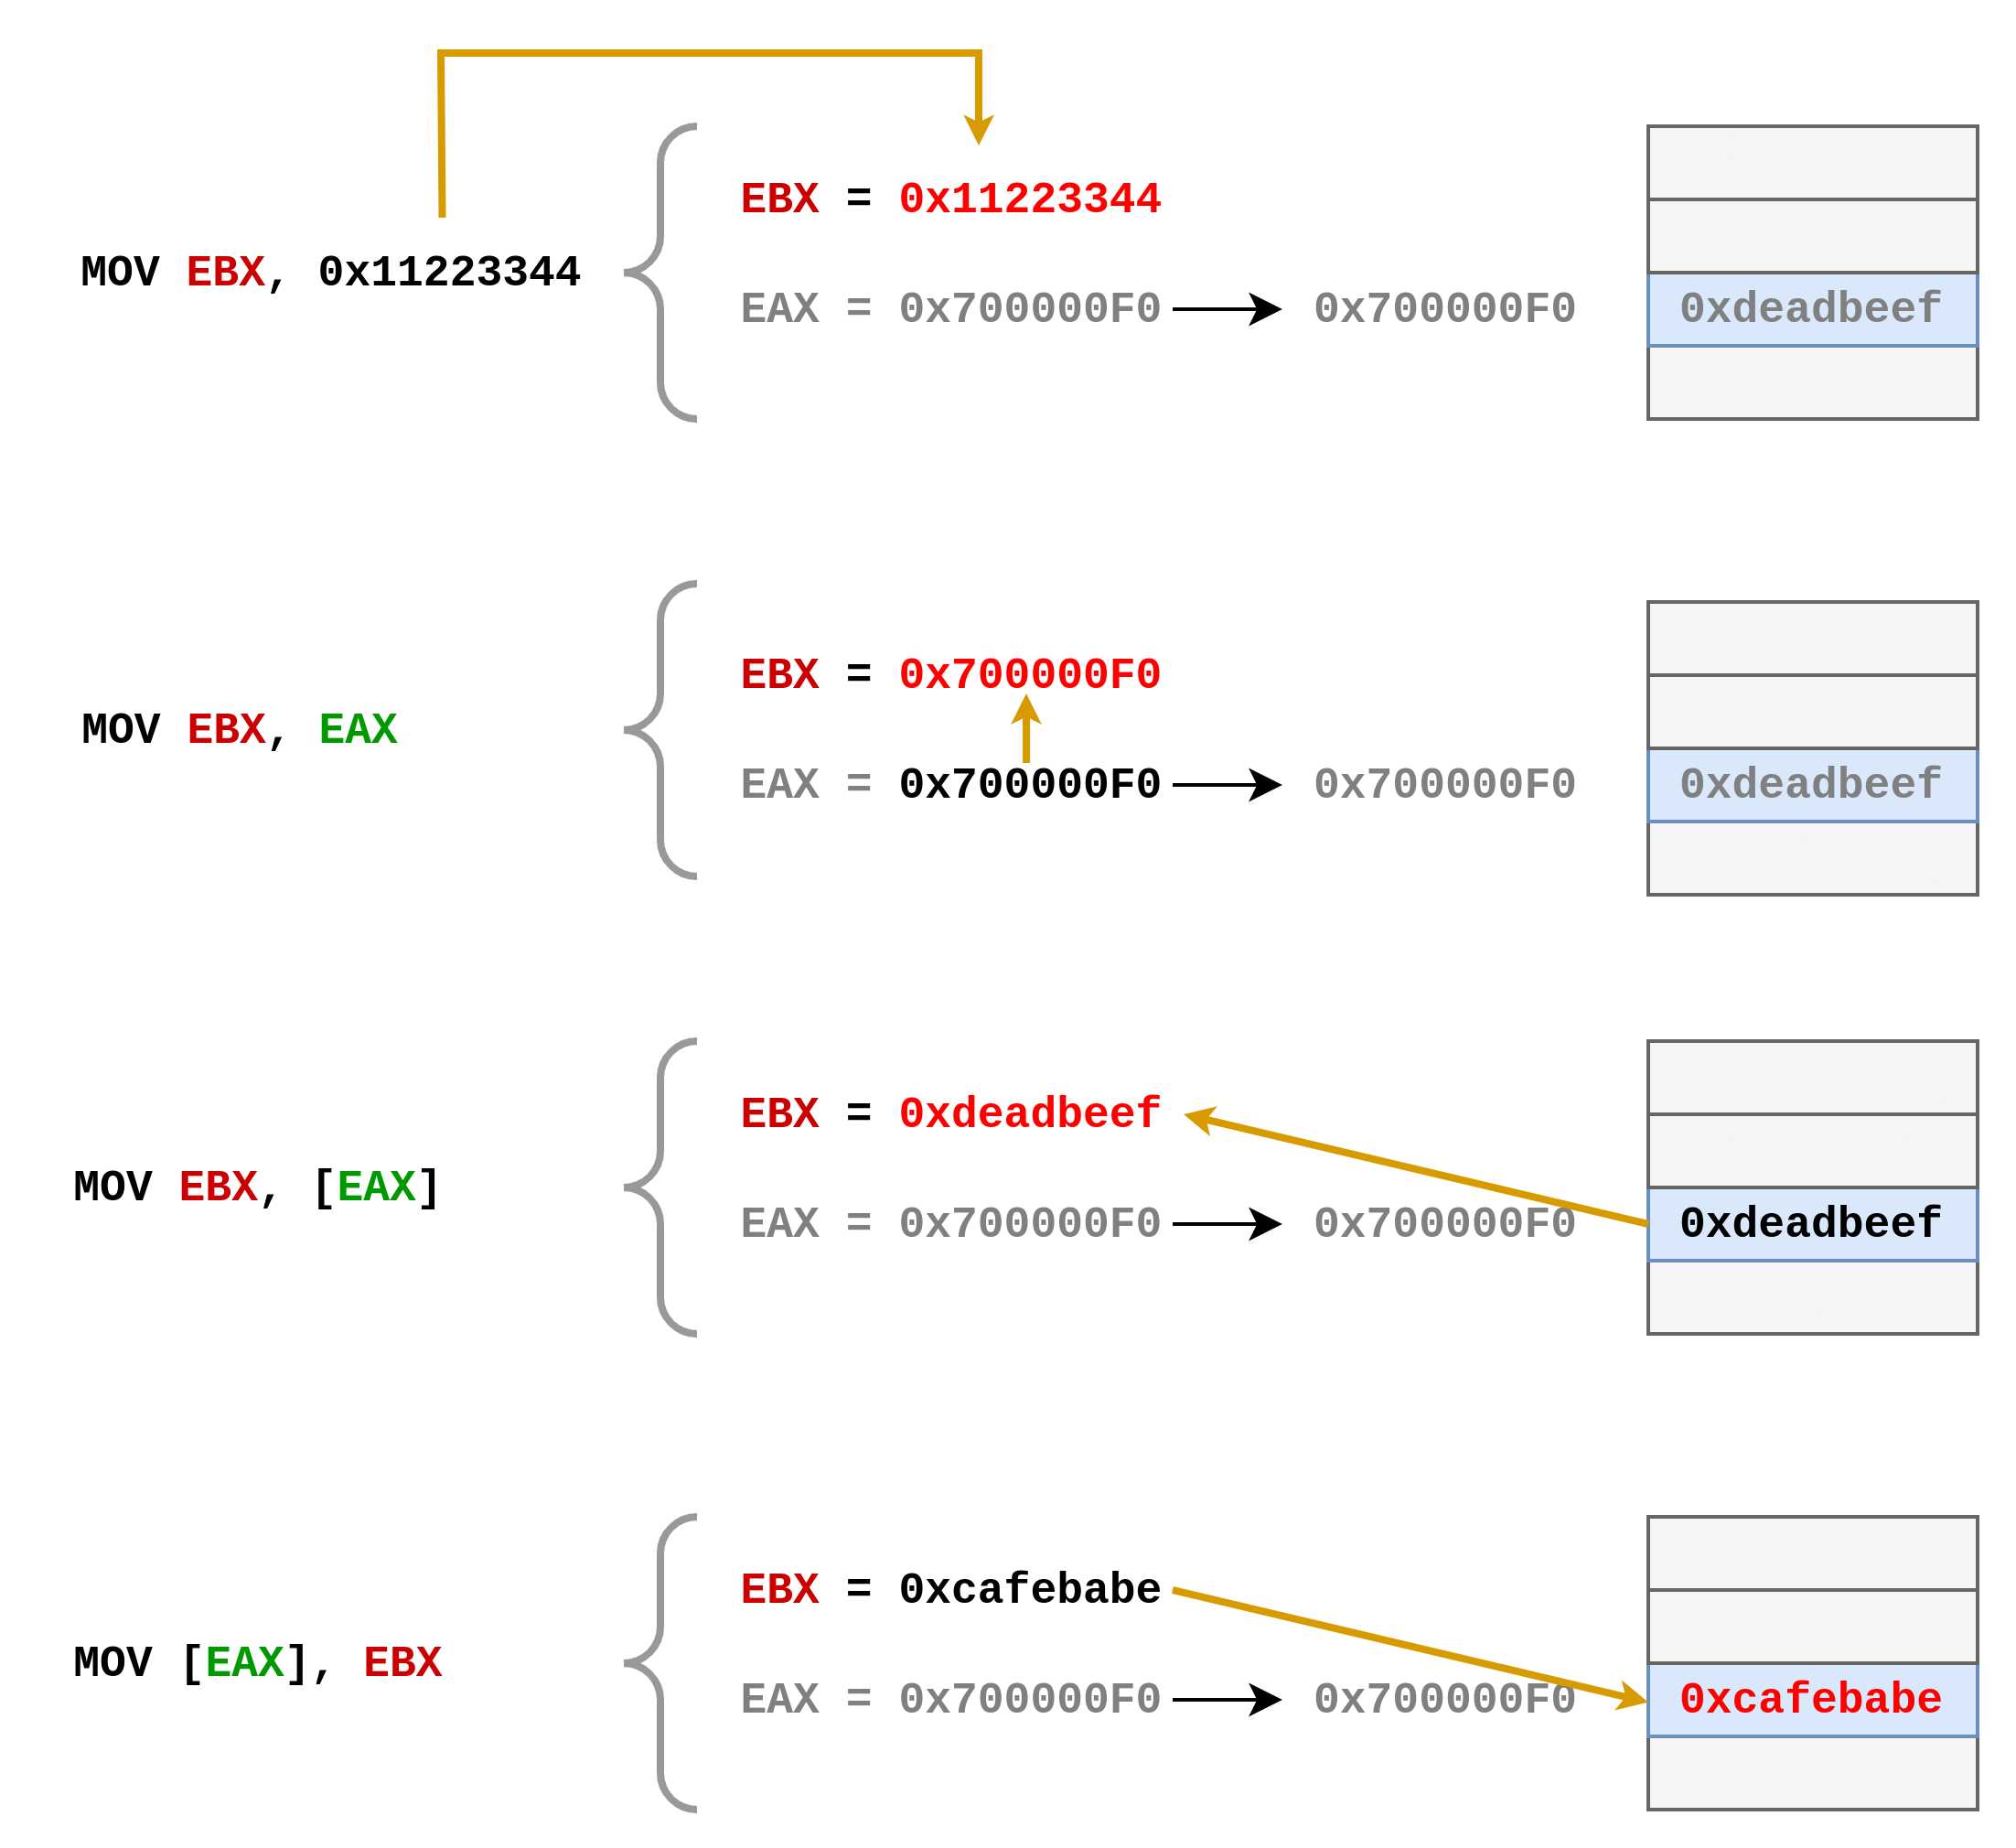 EBX = 0x11223344
MOV EBX, 0x11223344
EAX = 0x700000F0 0x700000F0 0xdeadbeef
EBX = 0x700000F0
MOV EBX, EAX
EAX = 0x700000F0 0x700000F0 0xdeadbeef
EBX = 0xdeadbeef
MOV EBX, [EAX]
EAX = 0x700000F0 0x700000F0 0xdeadbeef
EBX = 0xcafebabe
MOV [EAX], EBX
EAX = 0x700000F0 0x700000F0 0xcafebabe